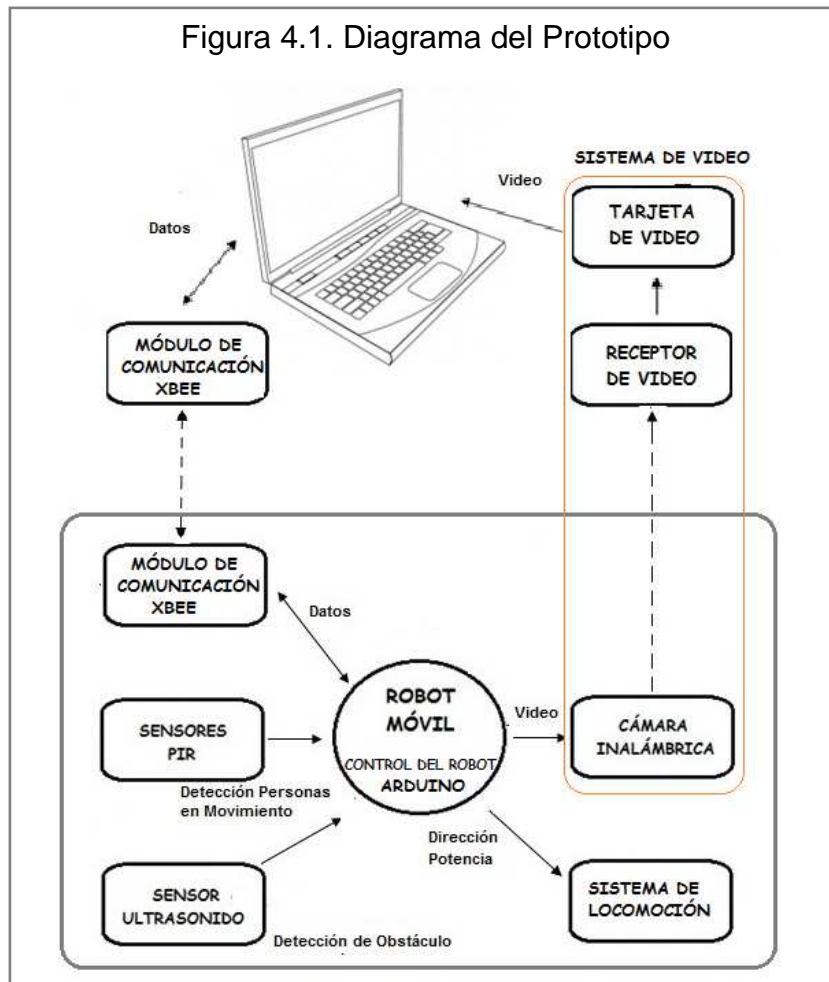 Figura 4.1. Diagrama del Prototipo
SISTEMA DE VIDEO
Video
TARJETA
DE VIDEO
Datos
MÓDULO DE
COMUNICACIÓN
XBEE
RECEPTOR
DE VIDEO
MÓDULO DE
COMUNICACIÓN
XBEE
Datos
ROBOT
MÓVIL
CONTROL DEL ROBOT
ARDUINO
SENSORES
PIR
Video
CÁMARA
INALÁMBRICA
Detección Personas
en Movimiento
Dirección
Potencia
SENSOR
ULTRASONIDO
SISTEMA DE
LOCOMOCIÓN
Detección de Obstáculo